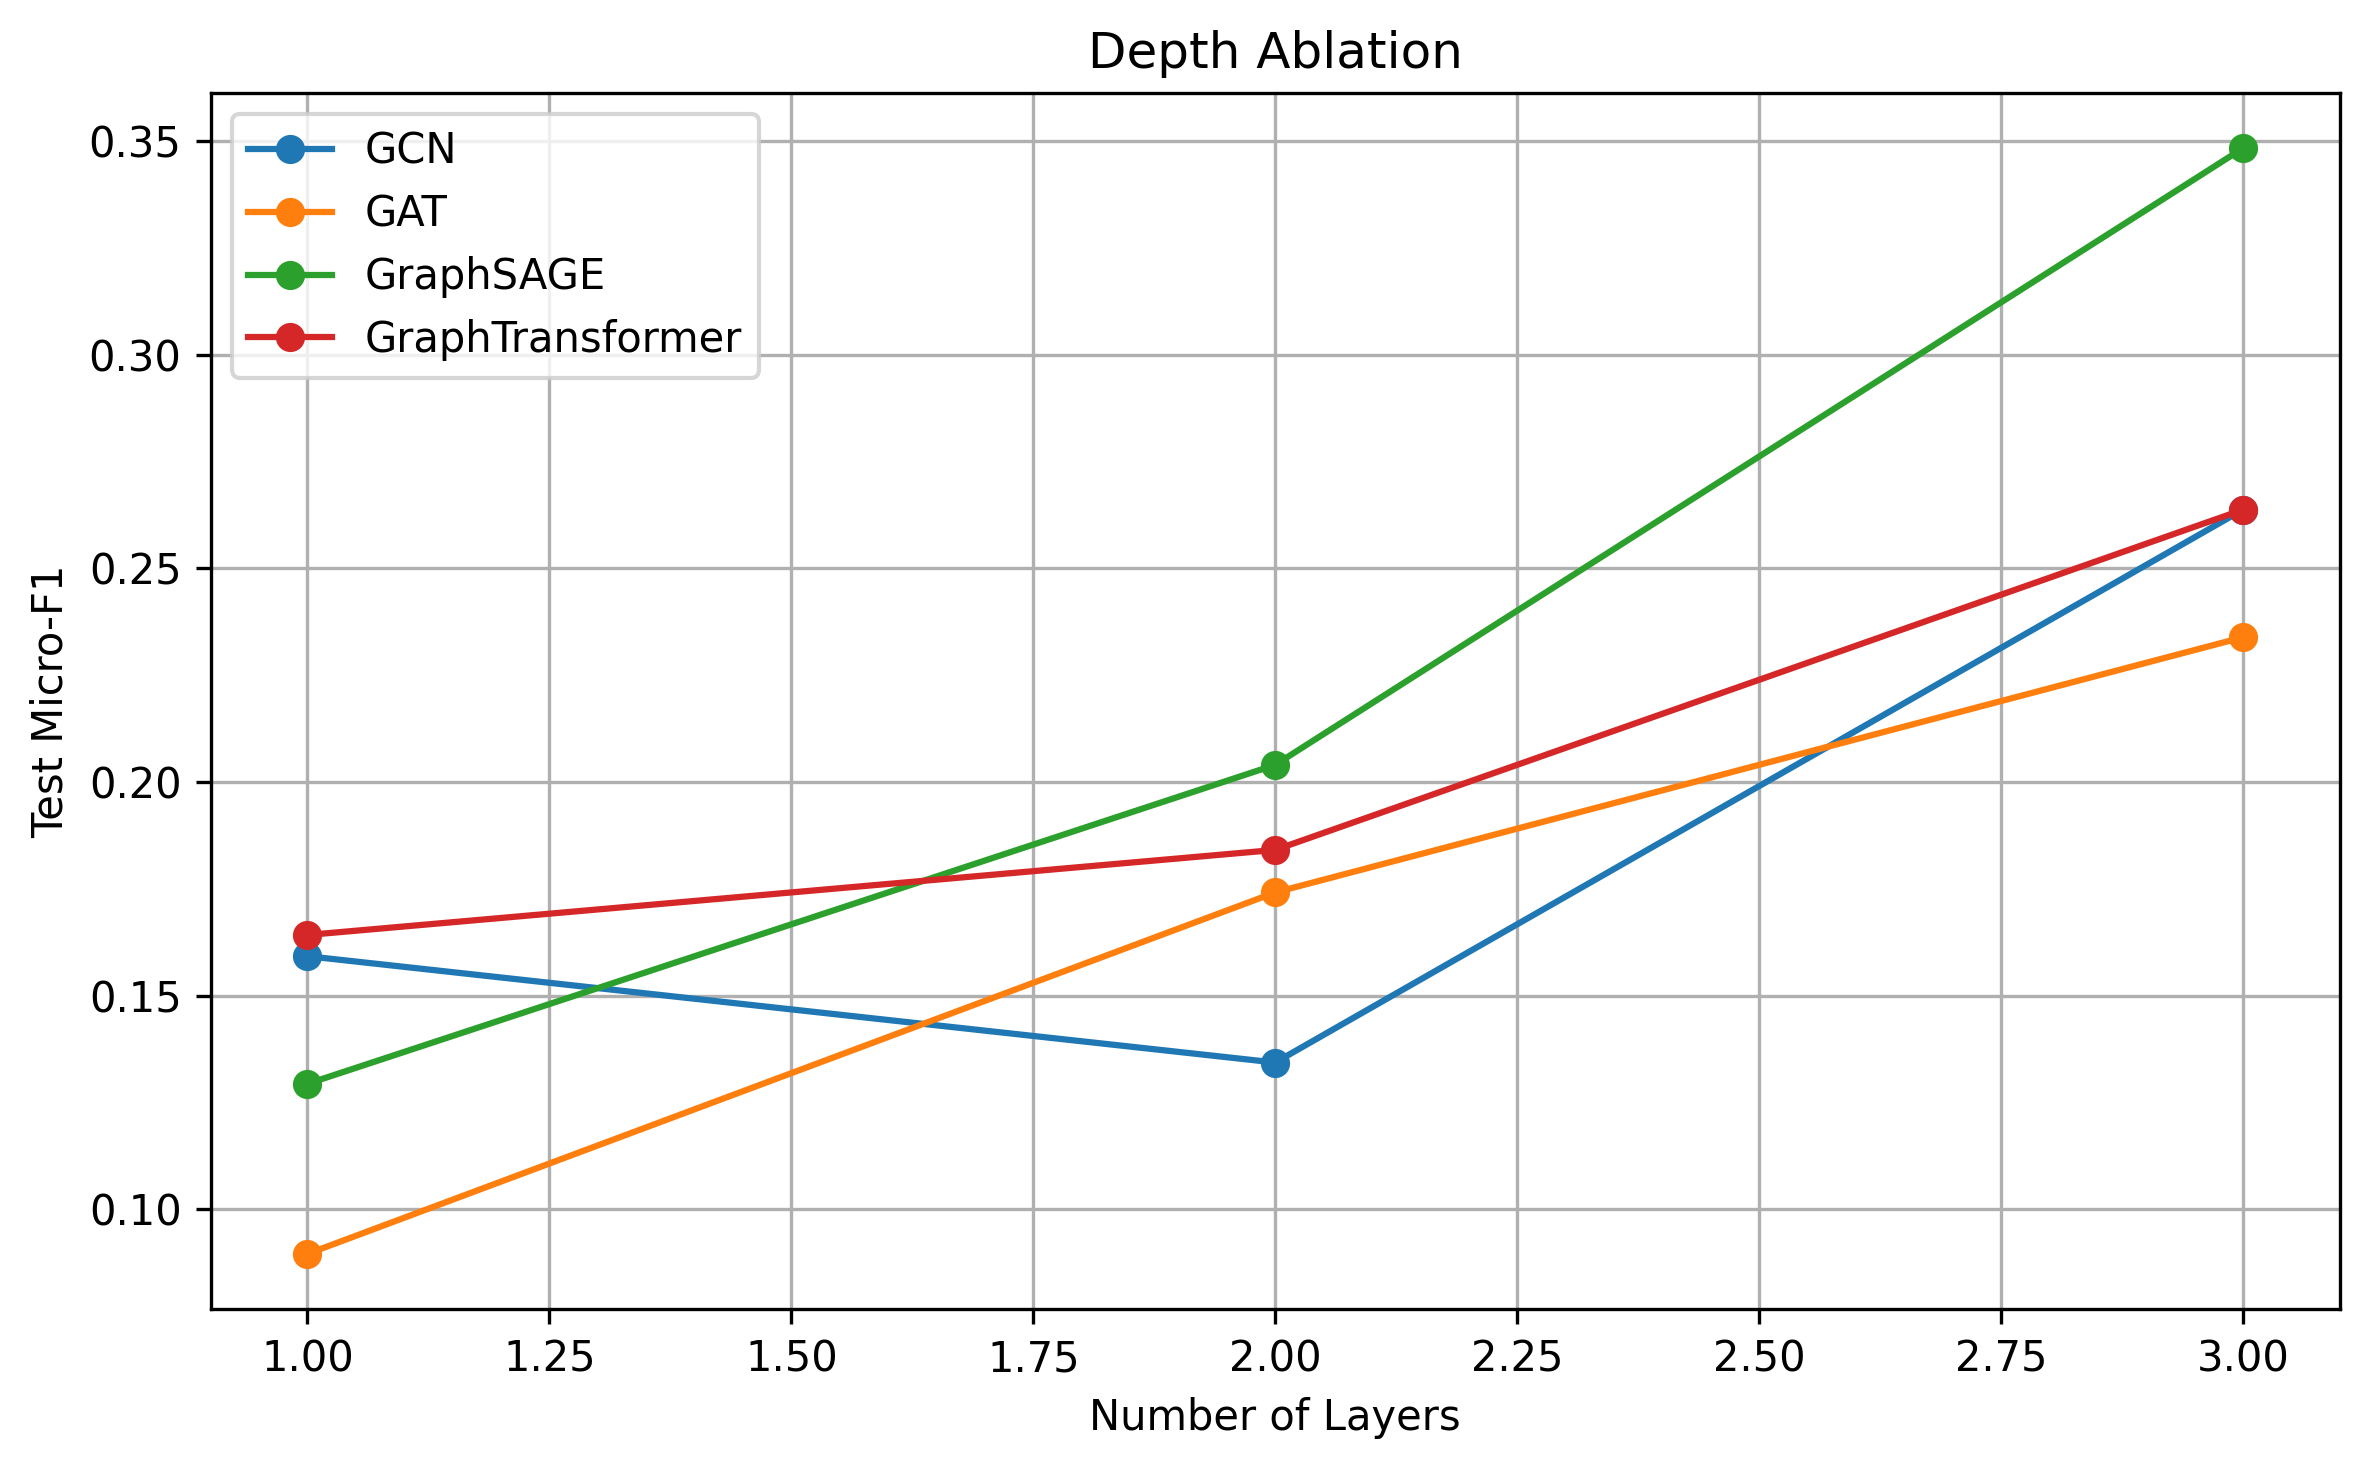 Depth Ablation
GCN
GAT
GraphSAGE
GraphTransformer
Test Micro-F1
0.35
0.30
0.25
0.20
0.15
0.10
1.00 1.25 1.50 1.75 2.00 2.25 2.50 2.75 3.00
Number of Layers